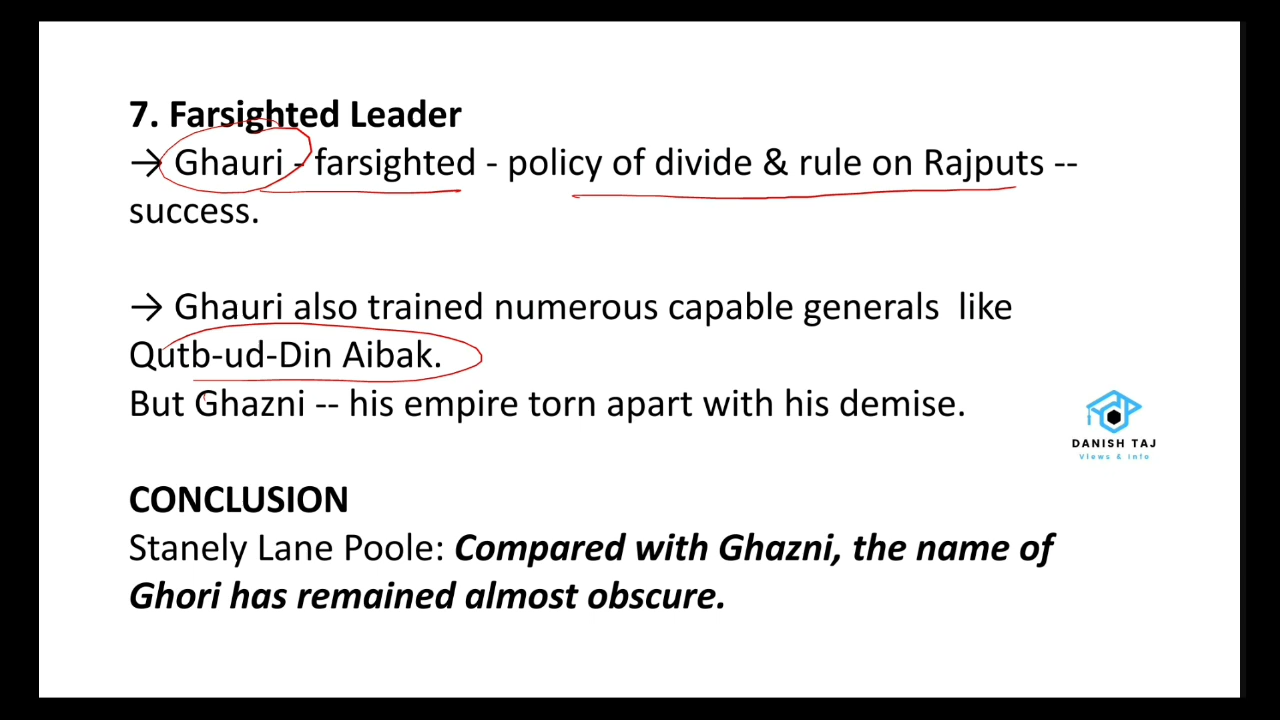 7. Farsighted Leader
→ Ghauri - farsighted - policy of divide & rule on Rajputs --
success.
→ Ghauri also trained numerous capable generals  like
Qutb-ud-Din Aibak.
But Ghazni -- his empire torn apart with his demise.
DANISH TAJ
Views & Info
CONCLUSION
Stanely Lane Poole: Compared with Ghazni, the name of
Ghori has remained almost obscure.